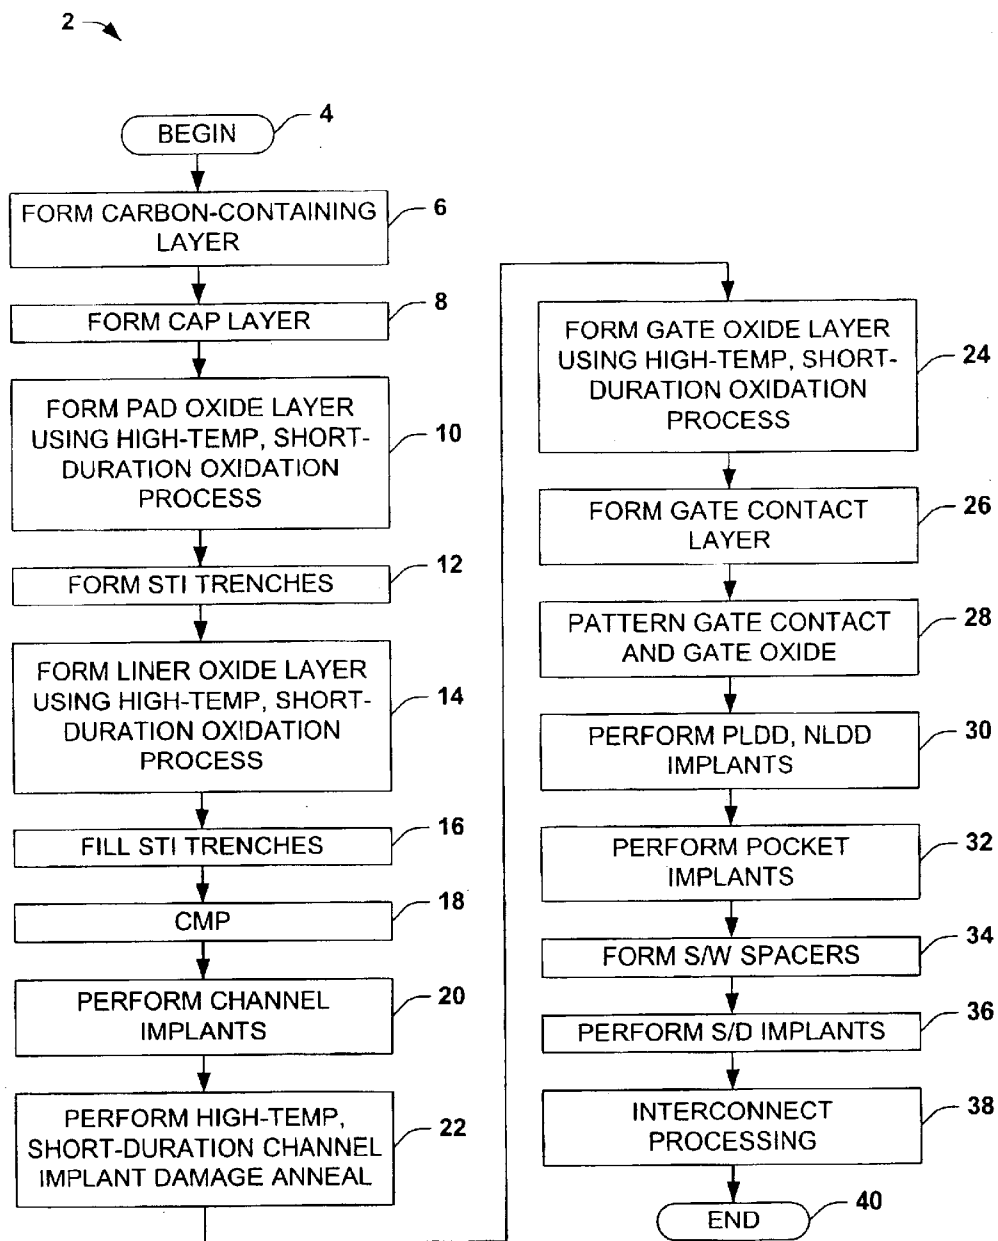 2
BEGIN
4
FORM CARBON-CONTAINING
LAYER
6
FORM CAP LAYER
8
FORM PAD OXIDE LAYER
USING HIGH-TEMP, SHORT-
DURATION OXIDATION
PROCESS
10
FORM STI TRENCHES
12
FORM LINER OXIDE LAYER
USING HIGH-TEMP, SHORT-
DURATION OXIDATION
PROCESS
14
FILL STI TRENCHES
16
CMP
18
PERFORM CHANNEL
IMPLANTS
20
PERFORM HIGH-TEMP,
SHORT-DURATION CHANNEL
IMPLANT DAMAGE ANNEAL
22
FORM GATE OXIDE LAYER
USING HIGH-TEMP, SHORT-
DURATION OXIDATION
PROCESS
24
FORM GATE CONTACT
LAYER
26
PATTERN GATE CONTACT
AND GATE OXIDE
28
PERFORM PLDD, NLDD
IMPLANTS
30
PERFORM POCKET
IMPLANTS
32
FORM S/W SPACERS
34
PERFORM S/D IMPLANTS
36
INTERCONNECT
PROCESSING
38
END
40